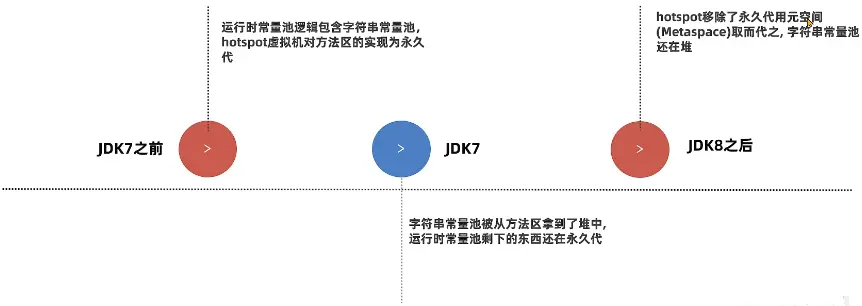 运行时常量池逻辑包含字符串常量池，
hotspot虚拟机对方法区的实现为永久
代
hotspot移除了永久代用元空间
(Metaspace)取而代之, 字符串常量池
还在堆
JDK7之前
>
>
JDK7
>
JDK8之后
字符串常量池被从方法区拿到了堆中,
运行时常量池剩下的东西还在永久代